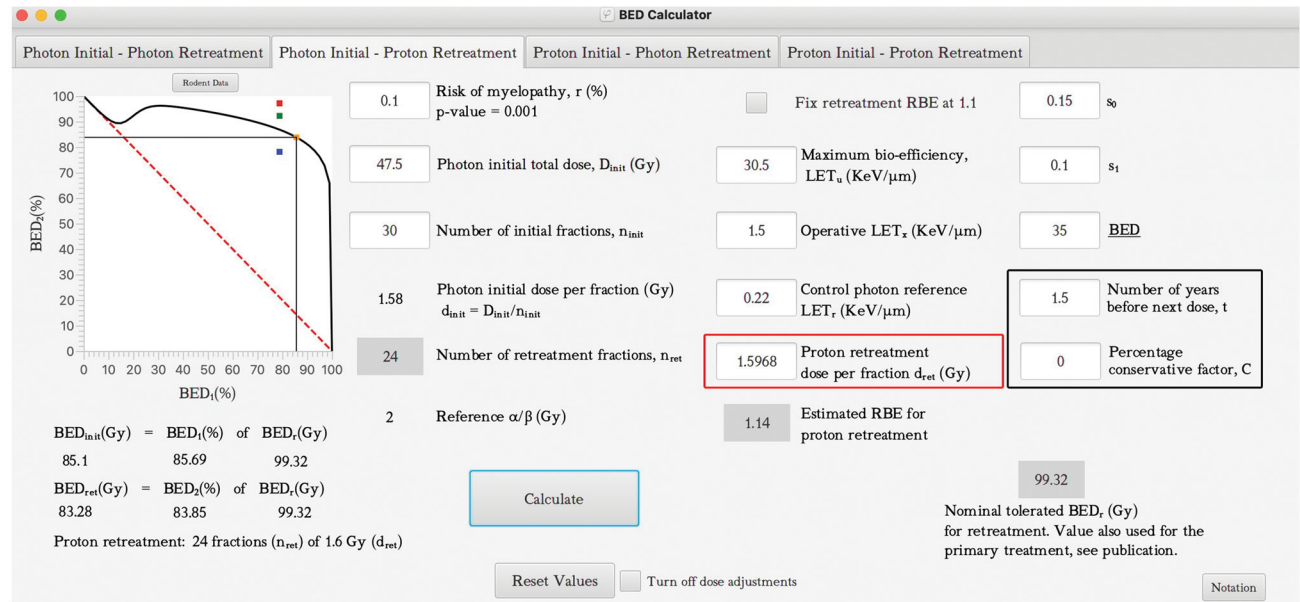 BED Calculator
Photon Initial - Photon Retreatment
Photon Initial - Proton Retreatment
Proton Initial - Photon Retreatment
Proton Initial - Proton Retreatment
Rodent Data
100
90
80
70
60
50
40
30
20
10
0
BED₂(%)
0 10 20 30 40 50 60 70 80 90 100
BED₁(%)
BEDinit(Gy) = BED₁(%) of BEDr(Gy)
85.1 85.69 99.32
BEDret(Gy) = BED₂(%) of BEDr(Gy)
83.28 83.85 99.32
Proton retreatment: 24 fractions (nret) of 1.6 Gy (dret)
0.1
Risk of myelopathy, r (%)
p-value = 0.001
47.5
Photon initial total dose, Dinit (Gy)
30
Number of initial fractions, ninit
1.58
Photon initial dose per fraction (Gy)
dinit = Dinit/ninit
24
Number of retreatment fractions, nret
2
Reference α/β (Gy)
Calculate
Reset Values
Turn off dose adjustments
Fix retreatment RBE at 1.1
30.5
Maximum bio-efficiency,
LETu (KeV/μm)
1.5
Operative LETx (KeV/μm)
0.22
Control photon reference
LETr (KeV/μm)
1.5968
Proton retreatment
dose per fraction dret (Gy)
1.14
Estimated RBE for
proton retreatment
0.15
s₀
0.1
s₁
35
BED
1.5
Number of years
before next dose, t
0
Percentage
conservative factor, C
99.32
Nominal tolerated BEDr (Gy)
for retreatment. Value also used for the
primary treatment, see publication.
Notation